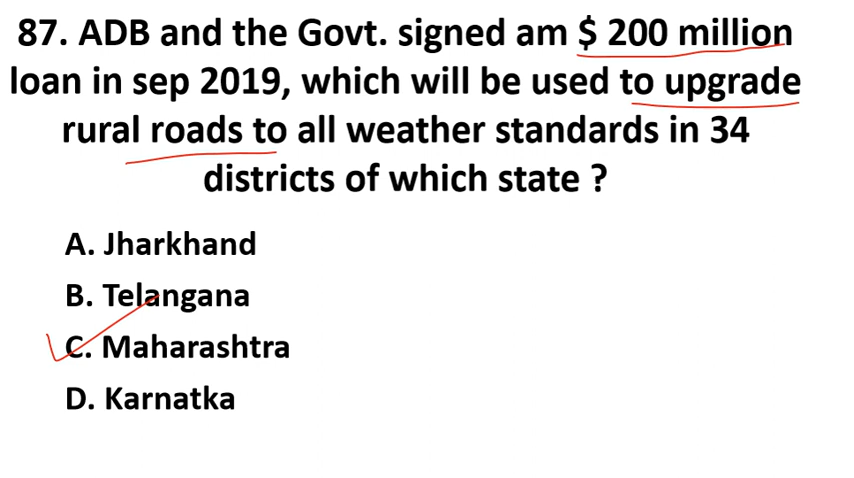 87. ADB and the Govt. signed am $ 200 million
loan in sep 2019, which will be used to upgrade
rural roads to all weather standards in 34
districts of which state ?
A. Jharkhand
B. Telangana
C. Maharashtra
D. Karnatka